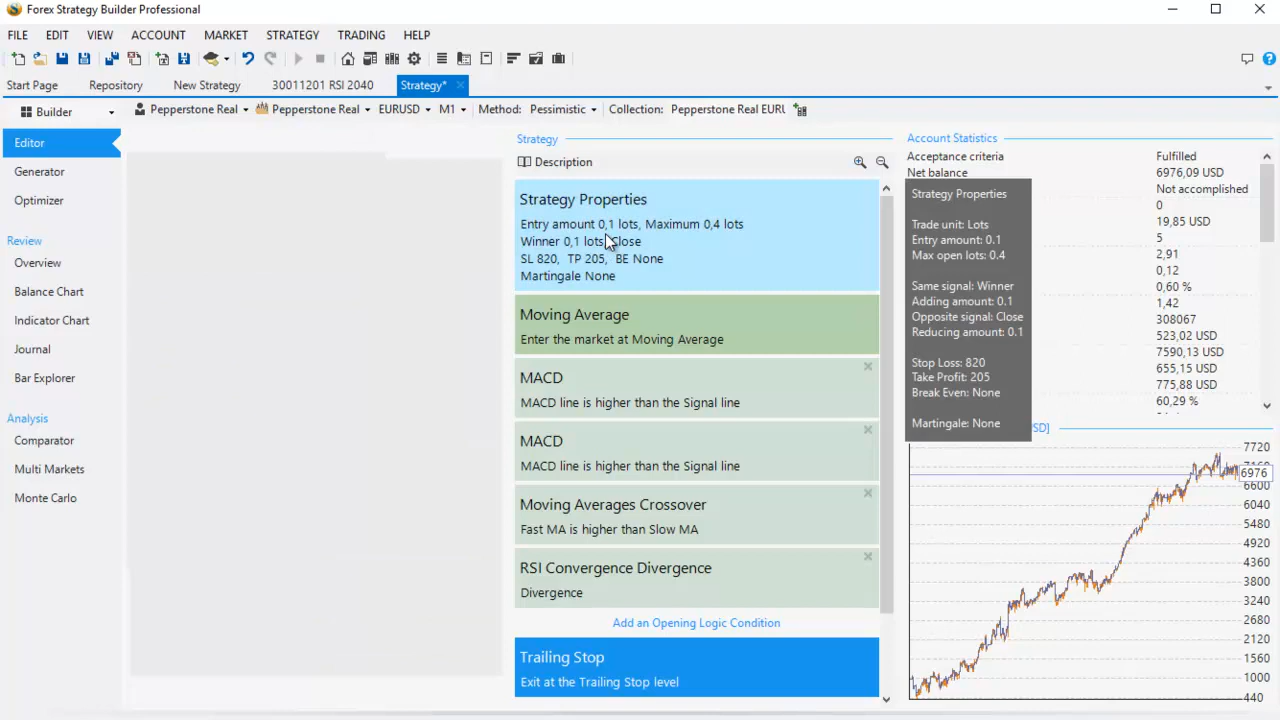 Forex Strategy Builder Professional
FILE EDIT VIEW ACCOUNT MARKET STRATEGY TRADING HELP
Start Page Repository New Strategy 30011201 RSI 2040 Strategy*
Builder Pepperstone Real Pepperstone Real EURUSD M1 Method: Pessimistic Collection: Pepperstone Real EURU
Editor
Generator
Optimizer
Review
Overview
Balance Chart
Indicator Chart
Journal
Bar Explorer
Analysis
Comparator
Multi Markets
Monte Carlo
Strategy
Description
Strategy Properties
Entry amount 0,1 lots, Maximum 0,4 lots
Winner 0,1 lots, Close
SL 820, TP 205, BE None
Martingale None
Moving Average
Enter the market at Moving Average
MACD
MACD line is higher than the Signal line
MACD
MACD line is higher than the Signal line
Moving Averages Crossover
Fast MA is higher than Slow MA
RSI Convergence Divergence
Divergence
Add an Opening Logic Condition
Trailing Stop
Exit at the Trailing Stop level
Account Statistics
Acceptance criteria Fulfilled
Net balance 6976,09 USD
Not accomplished
0
19,85 USD
5
2,91
0,12
0,60 %
1,42
308067
523,02 USD
7590,13 USD
655,15 USD
775,88 USD
60,29 %
Strategy Properties
Trade unit: Lots
Entry amount: 0.1
Max open lots: 0.4
Same signal: Winner
Adding amount: 0.1
Opposite signal: Close
Reducing amount: 0.1
Stop Loss: 820
Take Profit: 205
Break Even: None
Martingale: None
SD]
7720
7160
6976
6600
6040
5480
4920
4360
3800
3240
2680
2120
1560
1000
440